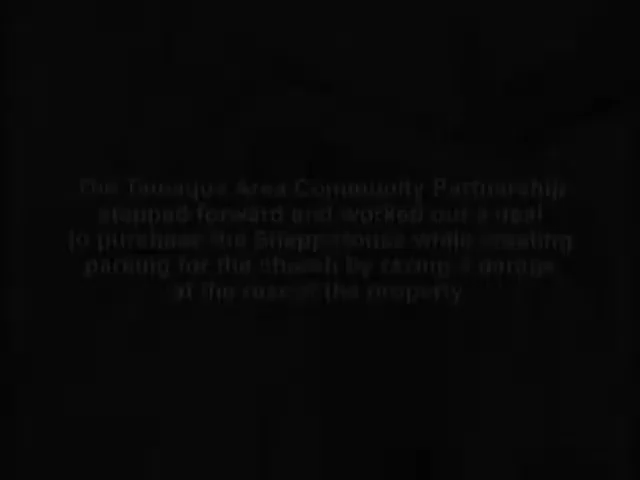 The Tamaqua Area Community Partnership
stepped forward and worked out a deal
to purchase the while creating
parking for the church by razing a garage
at the rear of the property